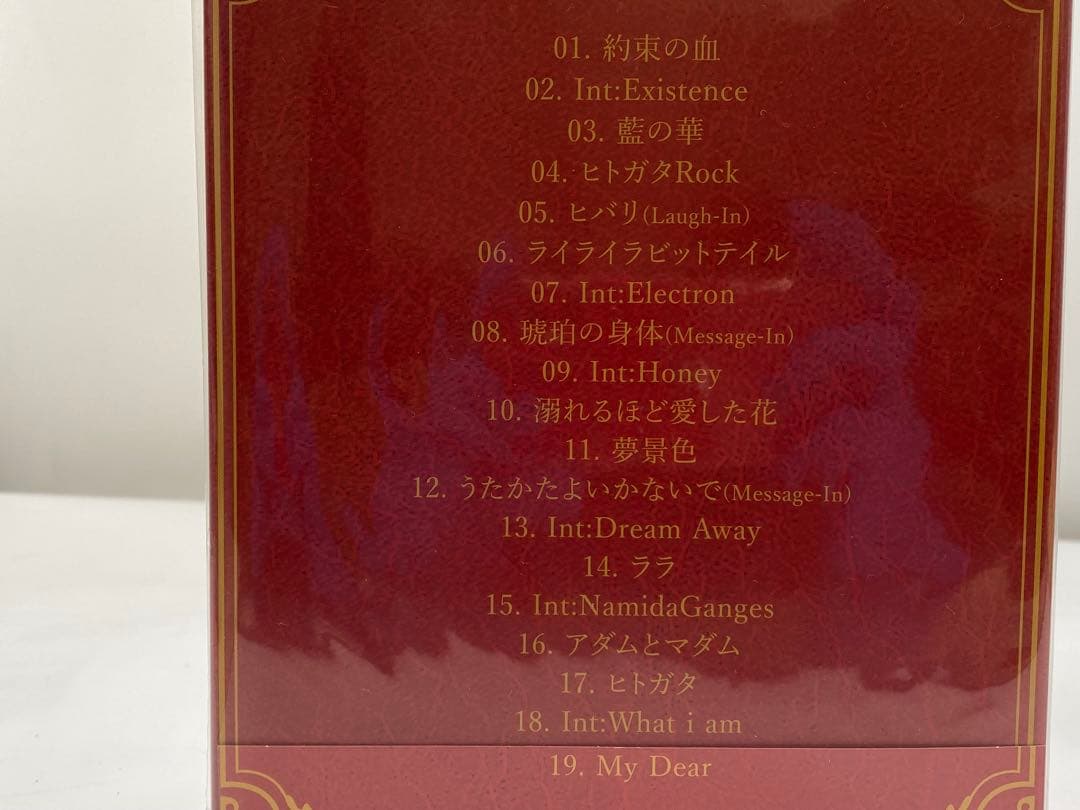 01. 約束の血
02. Int:Existence
03. 藍の華
04. ヒトガタRock
05. ヒバリ(Laugh-In)
06. ライライラビットテイル
07. Int:Electron
08. 琥珀の身体(Message-In)
09. Int:Honey
10. 溺れるほど愛した花
11. 夢景色
12. うたかたよいかないで(Message-In)
13. Int:Dream Away
14. ララ
15. Int:NamidaGanges
16. アダムとマダム
17. ヒトガタ
18. Int:What i am
19. My Dear